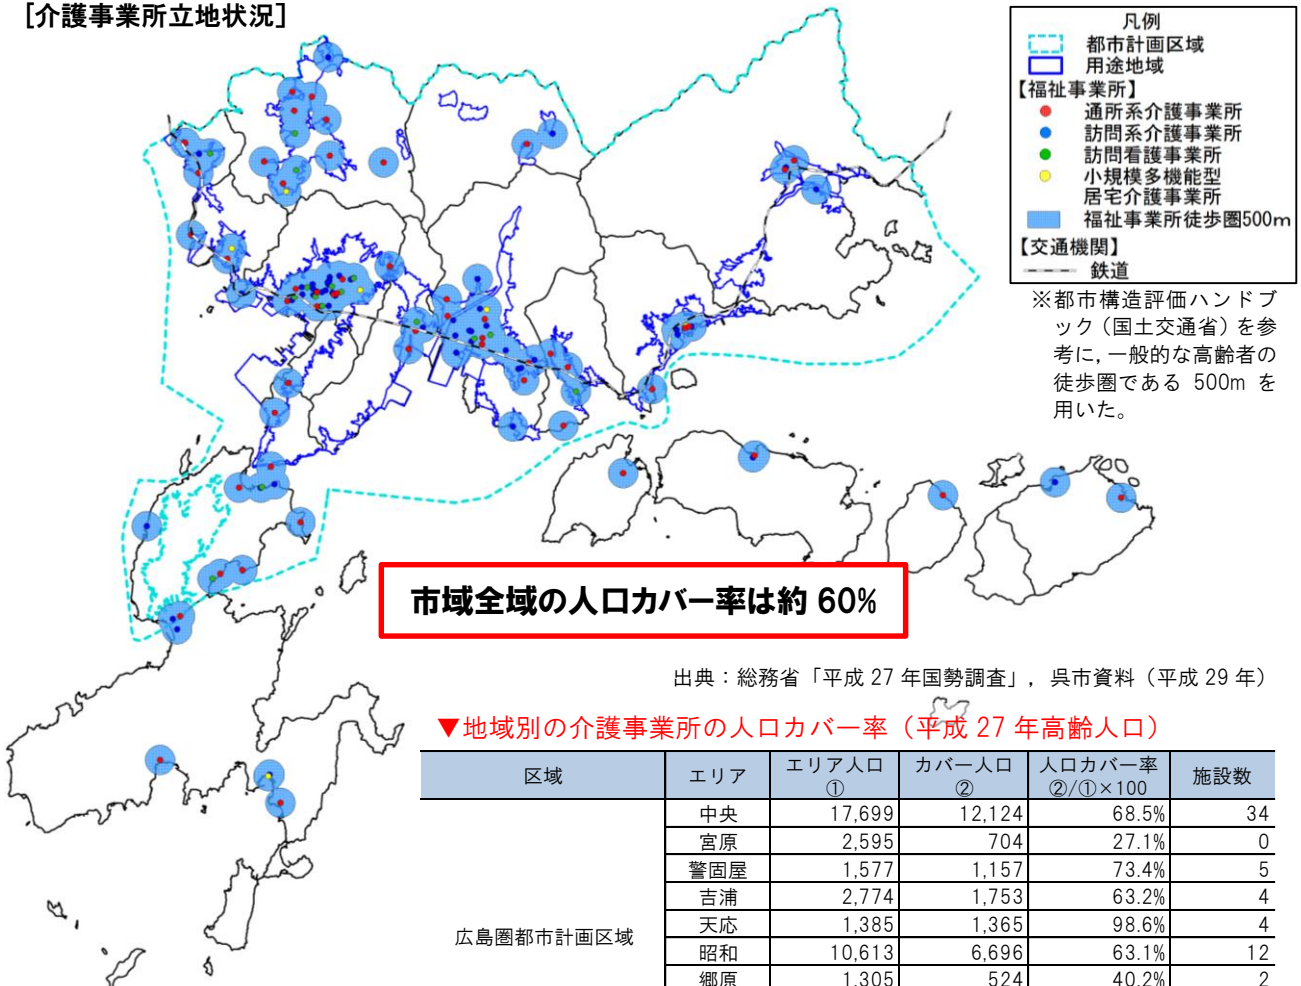 [介護事業所立地状況]
凡例
都市計画区域
用途地域
【福祉事業所】
通所系介護事業所
訪問系介護事業所
訪問看護事業所
小規模多機能型
居宅介護事業所
福祉事業所徒歩圏500m
【交通機関】
鉄道
※都市構造評価ハンドブ
ック（国土交通省）を参
考に，一般的な高齢者の
徒歩圏である 500m を
用いた。
市域全域の人口カバー率は約 60%
出典：総務省「平成 27 年国勢調査」，呉市資料（平成 29 年）
▼地域別の介護事業所の人口カバー率（平成 27 年高齢人口）
区域 エリア エリア人口 ① カバー人口 ② 人口カバー率 ②/①×100 施設数
中央 17,699 12,124 68.5% 34
宮原 2,595 704 27.1% 0
警固屋 1,577 1,157 73.4% 5
吉浦 2,774 1,753 63.2% 4
天応 1,385 1,365 98.6% 4
広島圏都市計画区域
昭和 10,613 6,696 63.1% 12
郷原 1,305 524 40.2% 2